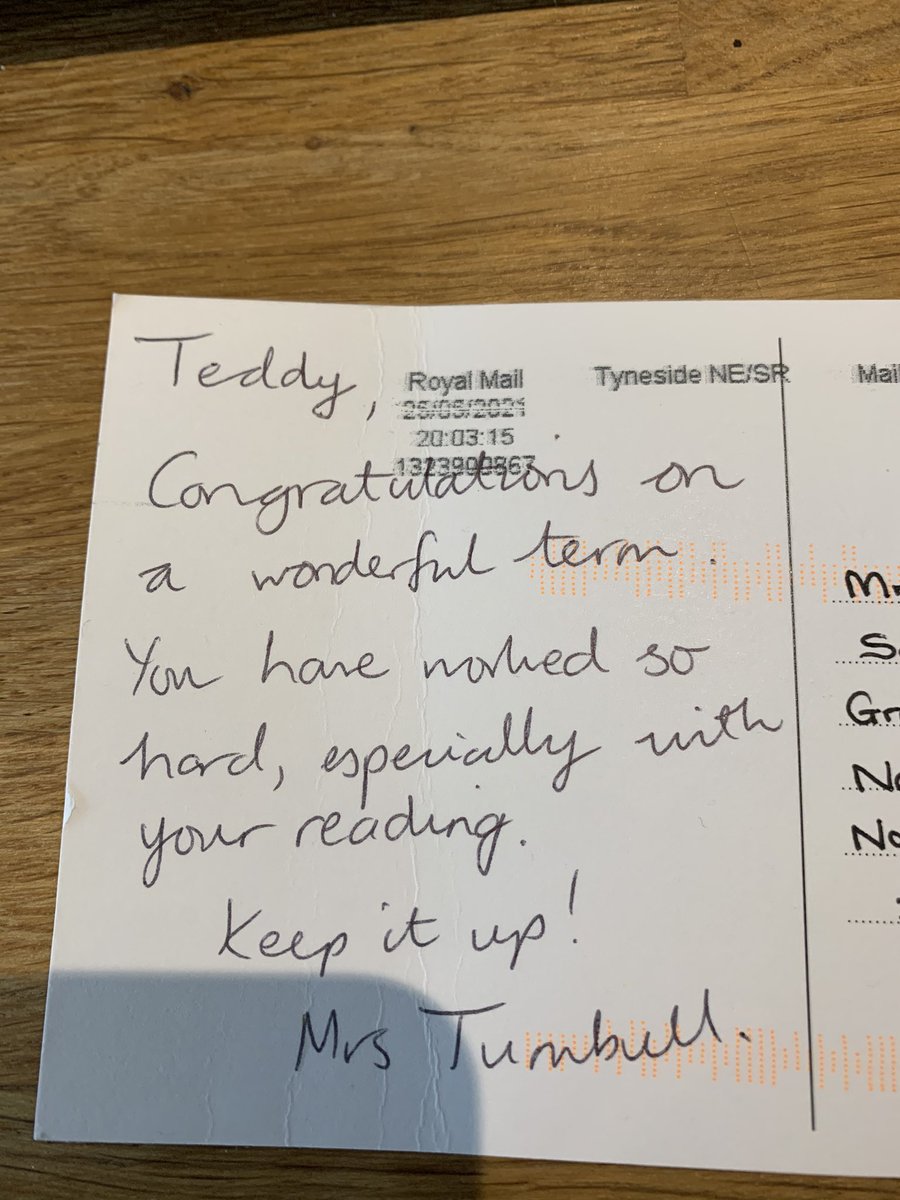 Teddy,
Royal Mail Tyneside NE/SR Mail
20:03:15
Congratulations on
a wonderful term.
You have worked so
hard, especially with
your reading.
Keep it up!
Mrs Turnbull.